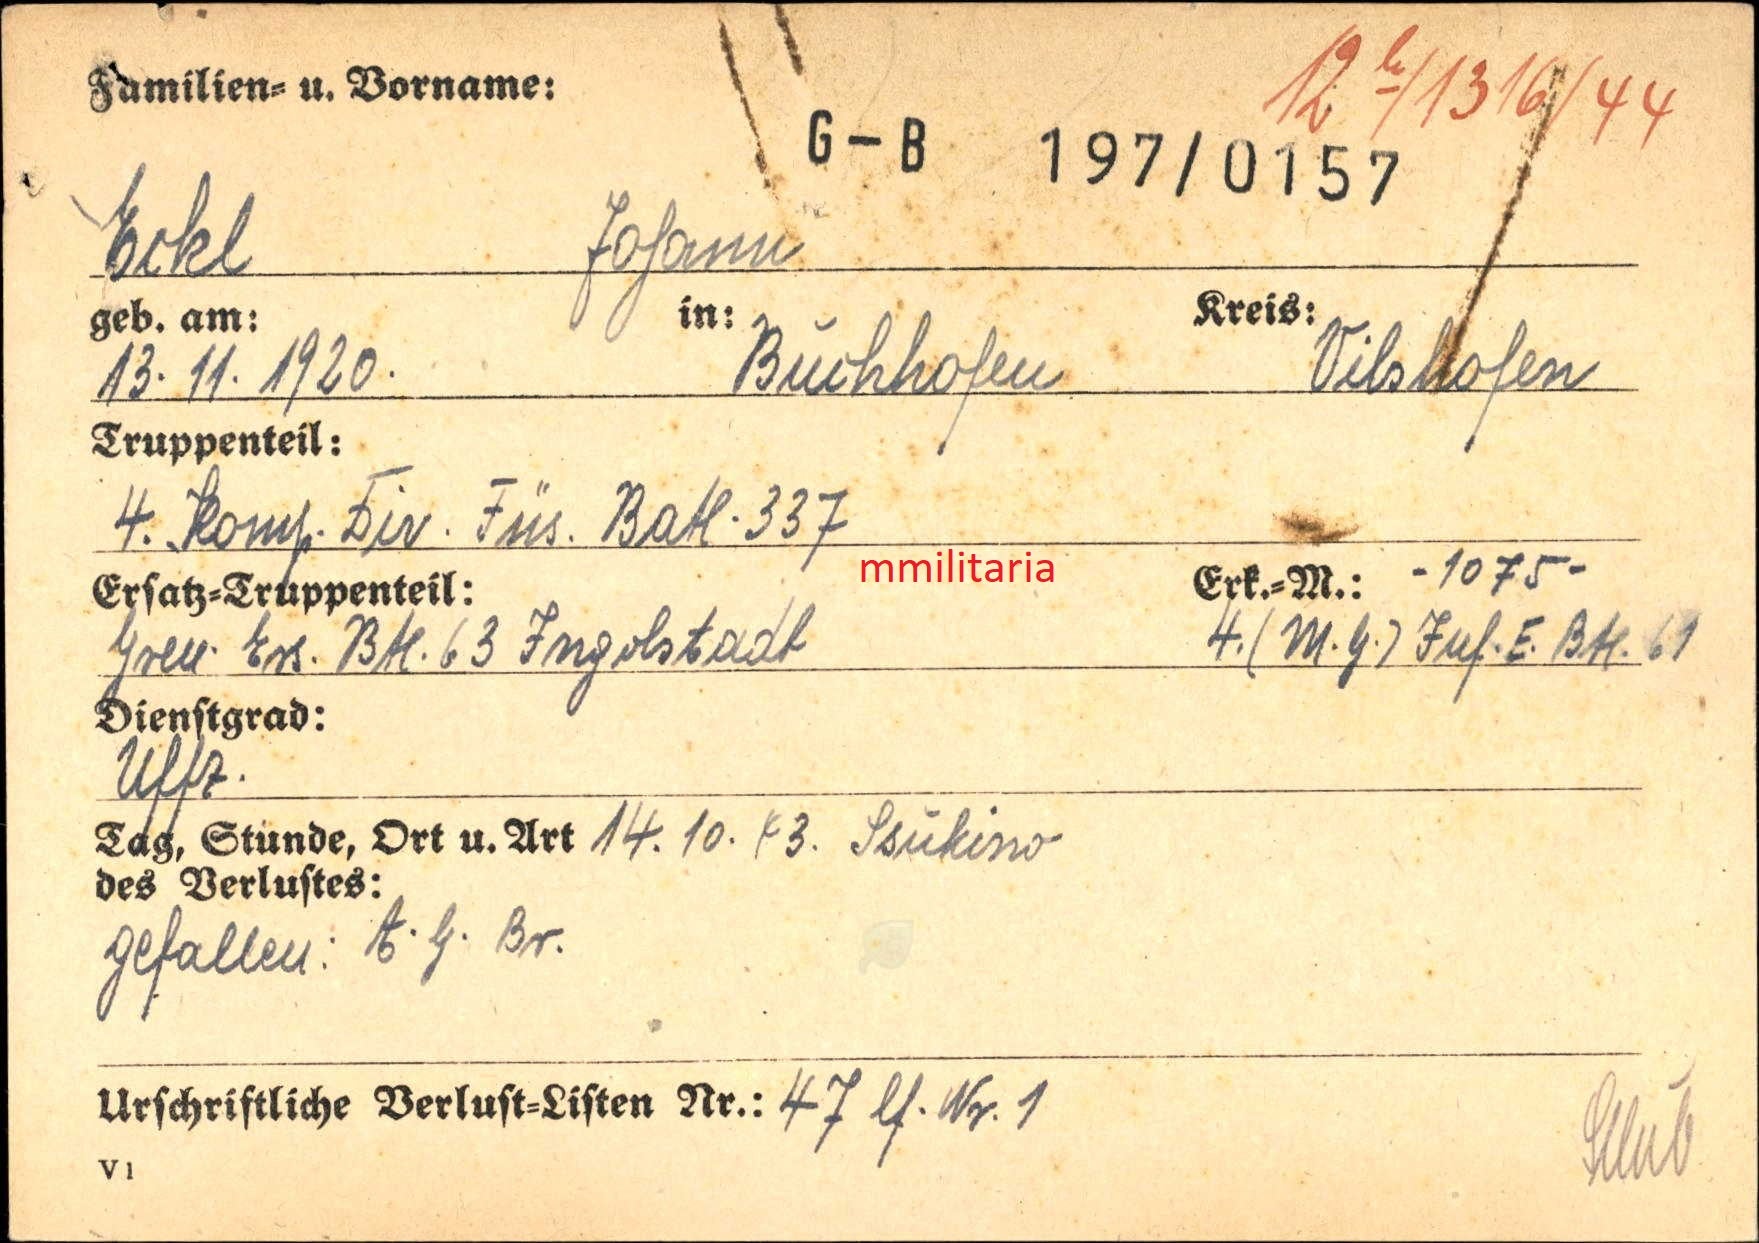 Familien- u. Vorname:
12 /1316/44
G-B 197/0157
Eckl Johann
geb. am: in: Kreis:
13. 11. 1920. Buchhofen Vilshofen
Truppenteil:
4. Komp. Div. Füs. Batl. 337
mmilitaria
Ersatz-Truppenteil: Erk.-M.: -1075-
Gren. Ers. Btl. 63 Ingolstadt 4.(M.G.) Inf. E. Btl. 61
Dienstgrad:
Uffz.
Tag, Stunde, Ort u. Art 14. 10. 43. Ssukino
des Verlustes:
gefallen: A. G. Br.
Urschriftliche Verlust-Listen Nr.: 47 lf. Nr. 1
V 1